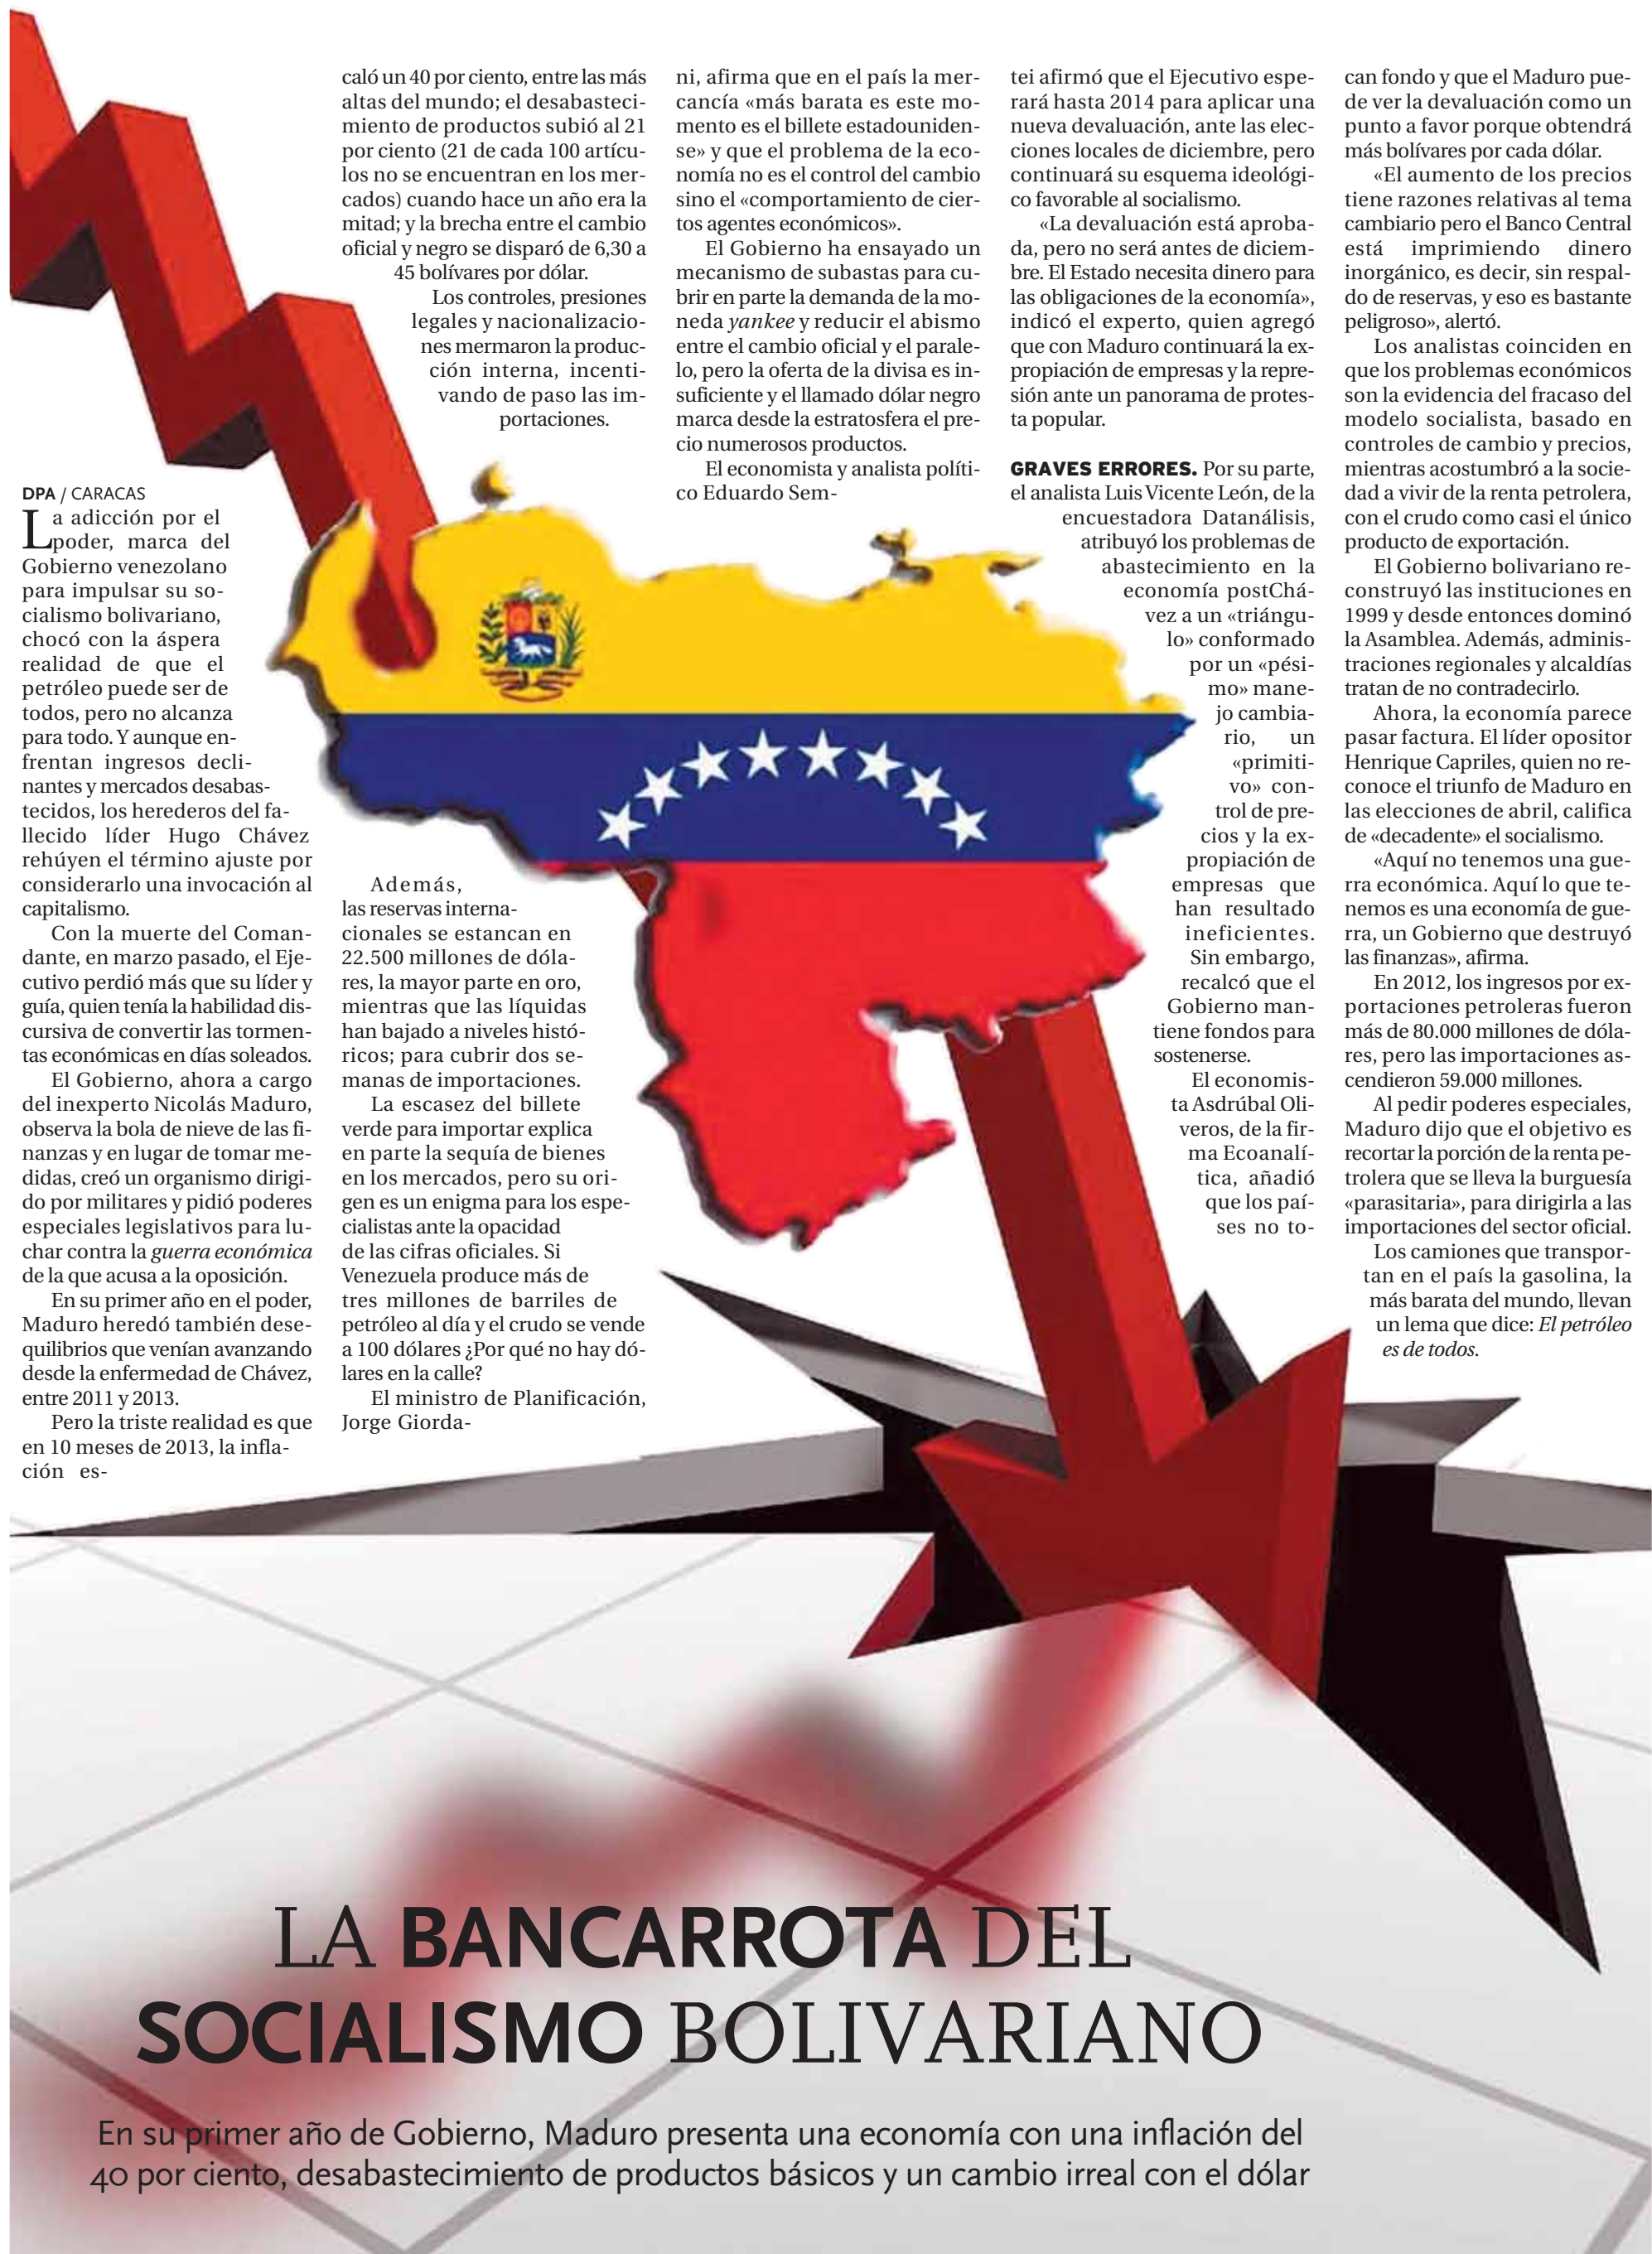 DPA / CARACAS
La adicción por el
poder, marca del
Gobierno venezolano
para impulsar su so-
cialismo bolivariano,
chocó con la áspera
realidad de que el
petróleo puede ser de
todos, pero no alcanza
para todo. Y aunque en-
frentan ingresos decli-
nantes y mercados desabas-
tecidos, los herederos del fa-
llecido líder Hugo Chávez
rehúyen el término ajuste por
considerarlo una invocación al
capitalismo.
Con la muerte del Coman-
dante, en marzo pasado, el Eje-
cutivo perdió más que su líder y
guía, quien tenía la habilidad dis-
cursiva de convertir las tormen-
tas económicas en días soleados.
El Gobierno, ahora a cargo
del inexperto Nicolás Maduro,
observa la bola de nieve de las fi-
nanzas y en lugar de tomar me-
didas, creó un organismo dirigi-
do por militares y pidió poderes
especiales legislativos para lu-
char contra la guerra económica
de la que acusa a la oposición.
En su primer año en el poder,
Maduro heredó también dese-
quilibrios que venían avanzando
desde la enfermedad de Chávez,
entre 2011 y 2013.
Pero la triste realidad es que
en 10 meses de 2013, la infla-
ción es-
caló un 40 por ciento, entre las más
altas del mundo; el desabasteci-
miento de productos subió al 21
por ciento (21 de cada 100 artícu-
los no se encuentran en los mer-
cados) cuando hace un año era la
mitad; y la brecha entre el cambio
oficial y negro se disparó de 6,30 a
45 bolívares por dólar.
Los controles, presiones
legales y nacionalizacio-
nes mermaron la produc-
ción interna, incenti-
vando de paso las im-
portaciones.
Además,
las reservas interna-
cionales se estancan en
22.500 millones de dóla-
res, la mayor parte en oro,
mientras que las líquidas
han bajado a niveles histó-
ricos; para cubrir dos se-
manas de importaciones.
La escasez del billete
verde para importar explica
en parte la sequía de bienes
en los mercados, pero su ori-
gen es un enigma para los espe-
cialistas ante la opacidad
de las cifras oficiales. Si
Venezuela produce más de
tres millones de barriles de
petróleo al día y el crudo se vende
a 100 dólares ¿Por qué no hay dó-
lares en la calle?
El ministro de Planificación,
Jorge Giorda-
ni, afirma que en el país la mer-
cancía «más barata es este mo-
mento es el billete estadouniden-
se» y que el problema de la eco-
nomía no es el control del cambio
sino el «comportamiento de cier-
tos agentes económicos».
El Gobierno ha ensayado un
mecanismo de subastas para cu-
brir en parte la demanda de la mo-
neda yankee y reducir el abismo
entre el cambio oficial y el parale-
lo, pero la oferta de la divisa es in-
suficiente y el llamado dólar negro
marca desde la estratosfera el pre-
cio numerosos productos.
El economista y analista políti-
co Eduardo Sem-
tei afirmó que el Ejecutivo espe-
rará hasta 2014 para aplicar una
nueva devaluación, ante las elec-
ciones locales de diciembre, pero
continuará su esquema ideológi-
co favorable al socialismo.
«La devaluación está aproba-
da, pero no será antes de diciem-
bre. El Estado necesita dinero para
las obligaciones de la economía»,
indicó el experto, quien agregó
que con Maduro continuará la ex-
propiación de empresas y la repre-
sión ante un panorama de protes-
ta popular.
GRAVES ERRORES. Por su parte,
el analista Luis Vicente León, de la
encuestadora Datanálisis,
atribuyó los problemas de
abastecimiento en la
economía postChá-
vez a un «triángu-
lo» conformado
por un «pési-
mo» mane-
jo cambia-
rio, un
«primiti-
vo» con-
trol de pre-
cios y la ex-
propiación de
empresas que
han resultado
ineficientes.
Sin embargo,
recalcó que el
Gobierno man-
tiene fondos para
sostenerse.
El economis-
ta Asdrúbal Oli-
veros, de la fir-
ma Ecoanalí-
tica, añadió
que los paí-
ses no to-
can fondo y que el Maduro pue-
de ver la devaluación como un
punto a favor porque obtendrá
más bolívares por cada dólar.
«El aumento de los precios
tiene razones relativas al tema
cambiario pero el Banco Central
está imprimiendo dinero
inorgánico, es decir, sin respal-
do de reservas, y eso es bastante
peligroso», alertó.
Los analistas coinciden en
que los problemas económicos
son la evidencia del fracaso del
modelo socialista, basado en
controles de cambio y precios,
mientras acostumbró a la socie-
dad a vivir de la renta petrolera,
con el crudo como casi el único
producto de exportación.
El Gobierno bolivariano re-
construyó las instituciones en
1999 y desde entonces dominó
la Asamblea. Además, adminis-
traciones regionales y alcaldías
tratan de no contradecirlo.
Ahora, la economía parece
pasar factura. El líder opositor
Henrique Capriles, quien no re-
conoce el triunfo de Maduro en
las elecciones de abril, califica
de «decadente» el socialismo.
«Aquí no tenemos una gue-
rra económica. Aquí lo que te-
nemos es una economía de gue-
rra, un Gobierno que destruyó
las finanzas», afirma.
En 2012, los ingresos por ex-
portaciones petroleras fueron
más de 80.000 millones de dóla-
res, pero las importaciones as-
cendieron 59.000 millones.
Al pedir poderes especiales,
Maduro dijo que el objetivo es
recortar la porción de la renta pe-
trolera que se lleva la burguesía
«parasitaria», para dirigirla a las
importaciones del sector oficial.
Los camiones que transpor-
tan en el país la gasolina, la
más barata del mundo, llevan
un lema que dice: El petróleo
es de todos.
LA BANCARROTA DEL
SOCIALISMO BOLIVARIANO
En su primer año de Gobierno, Maduro presenta una economía con una inflación del
40 por ciento, desabastecimiento de productos básicos y un cambio irreal con el dólar